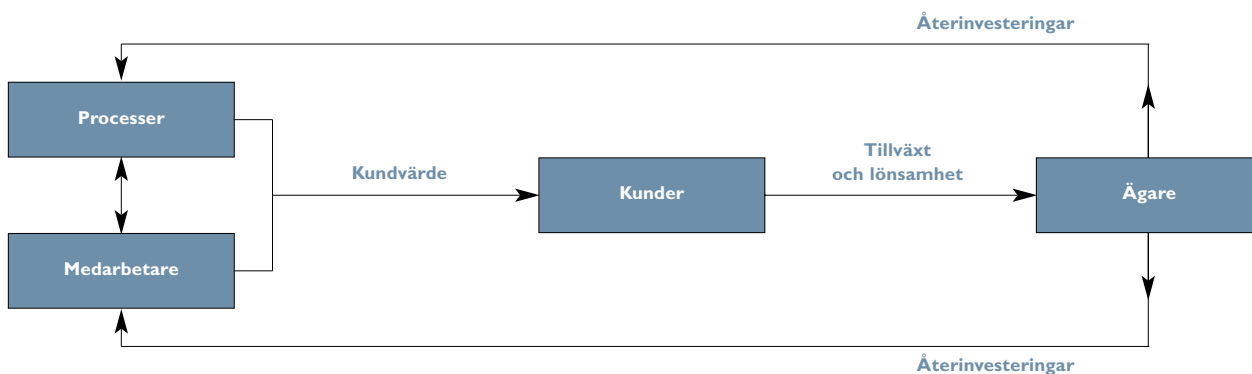 Återinvesteringar
Processer
Kundvärde
Tillväxt
och lönsamhet
Kunder
Ägare
Medarbetare
Återinvesteringar